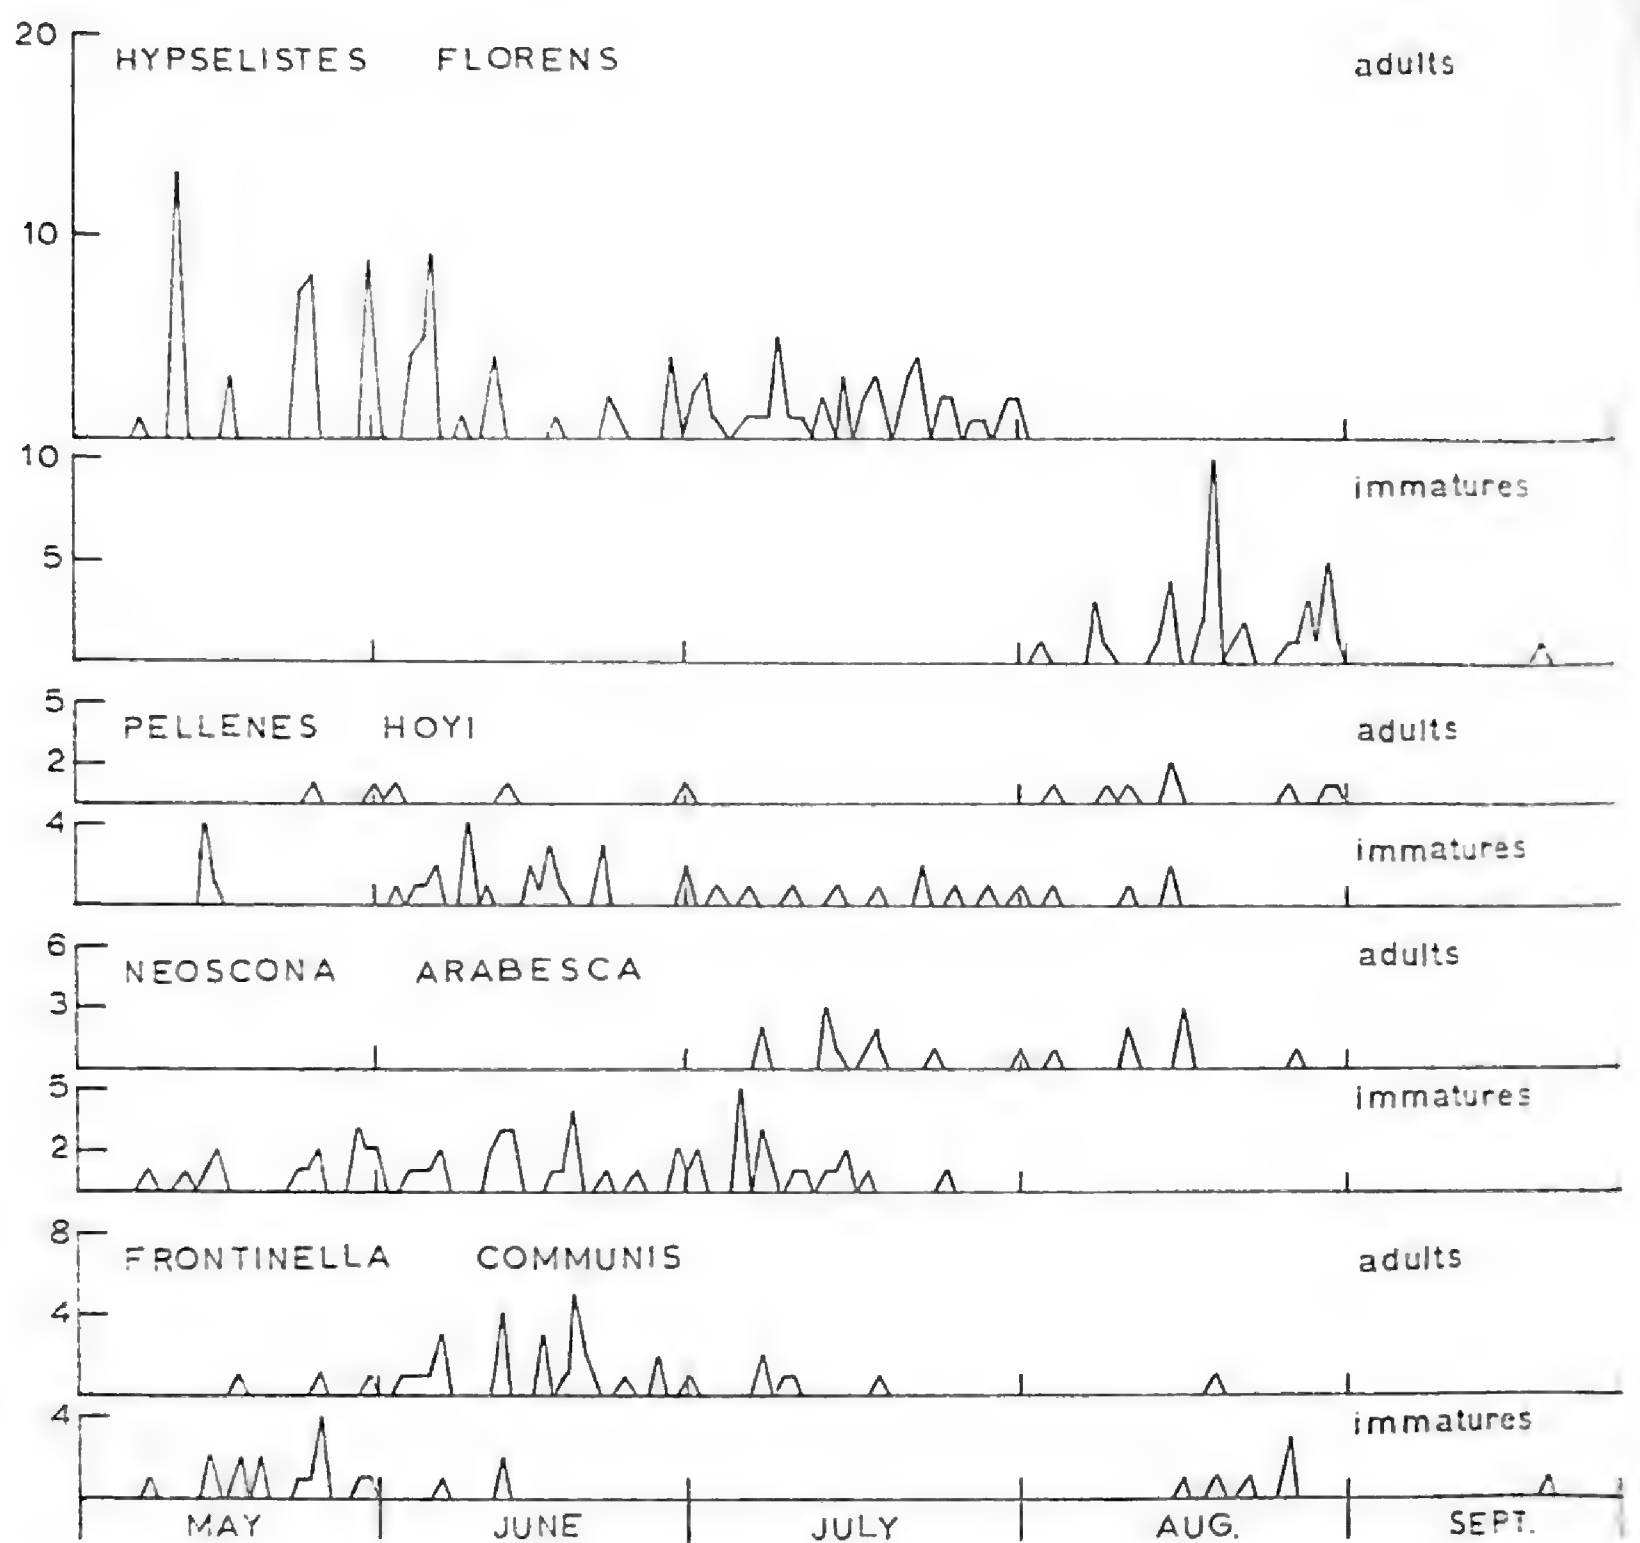 20
HYPSELISTES FLORENS adults
10
10
immatures
5
5
PELLENES HOYI adults
2
4
immatures
6
NEOSCONA ARABESCA adults
3
5
immatures
2
8
FRONTINELLA COMMUNIS adults
4
4
immatures
MAY JUNE JULY AUG. SEPT.